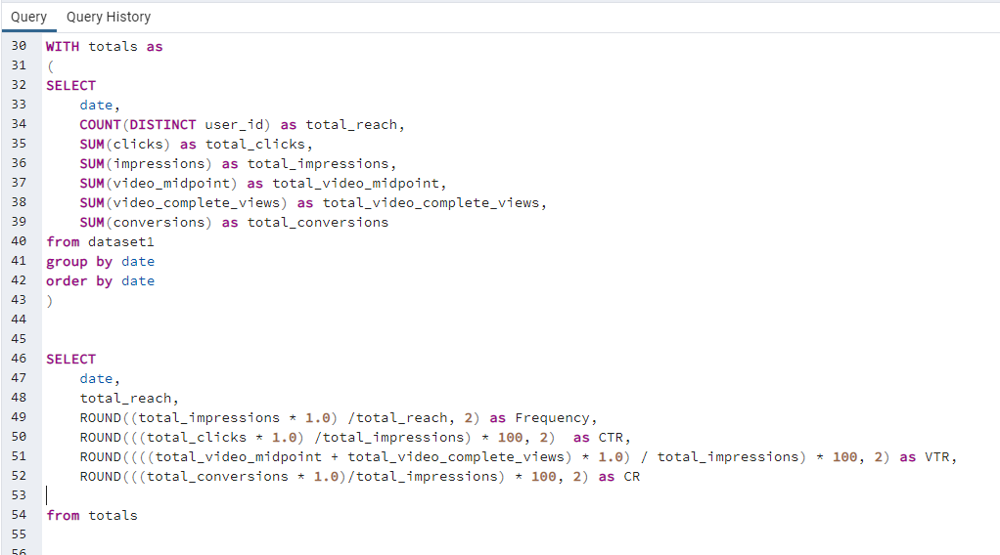 Query Query History
30 WITH totals as
31 (
32 SELECT
33 date,
34 COUNT(DISTINCT user_id) as total_reach,
35 SUM(clicks) as total_clicks,
36 SUM(impressions) as total_impressions,
37 SUM(video_midpoint) as total_video_midpoint,
38 SUM(video_complete_views) as total_video_complete_views,
39 SUM(conversions) as total_conversions
40 from dataset1
41 group by date
42 order by date
43 )
44
45
46 SELECT
47 date,
48 total_reach,
49 ROUND((total_impressions * 1.0) /total_reach, 2) as Frequency,
50 ROUND(((total_clicks * 1.0) /total_impressions) * 100, 2)  as CTR,
51 ROUND((((total_video_midpoint + total_video_complete_views) * 1.0) / total_impressions) * 100, 2) as VTR,
52 ROUND(((total_conversions * 1.0)/total_impressions) * 100, 2) as CR
53
54 from totals
55
56